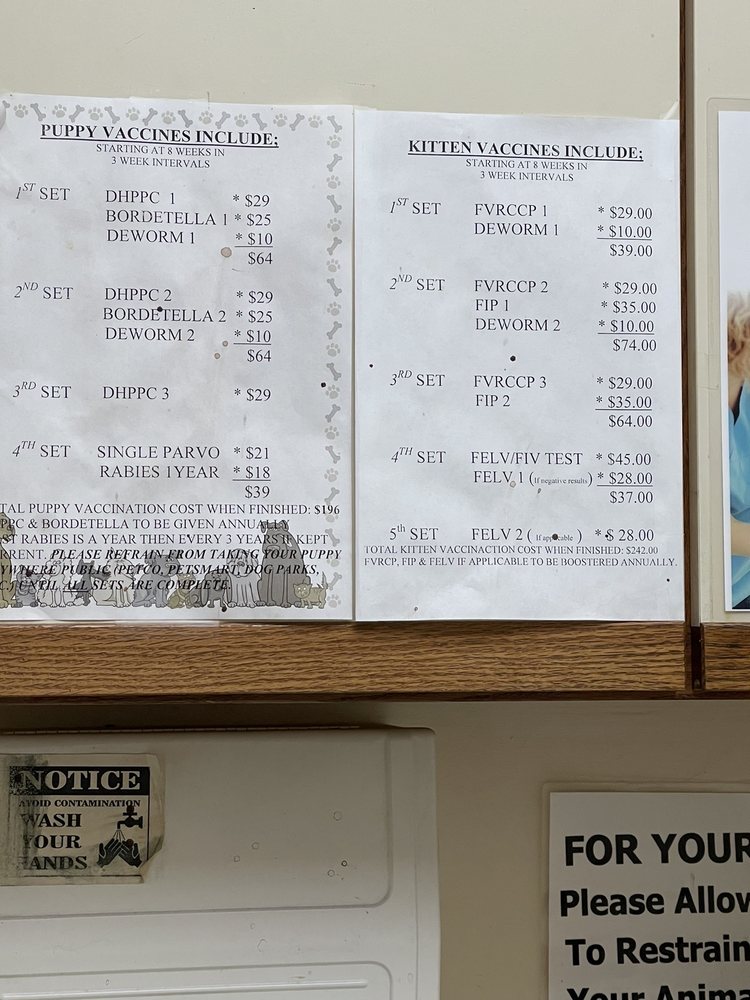 PUPPY VACCINES INCLUDE;
STARTING AT 8 WEEKS IN
3 WEEK INTERVALS
1ST SET DHPPC 1 * $29
BORDETELLA 1 * $25
DEWORM 1 * $10
$64
2ND SET DHPPC 2 * $29
BORDETELLA 2 * $25
DEWORM 2 * $10
$64
3RD SET DHPPC 3 * $29
4TH SET SINGLE PARVO * $21
RABIES 1YEAR * $18
$39
TAL PUPPY VACCINATION COST WHEN FINISHED: $196
PPC & BORDETELLA TO BE GIVEN ANNUALLY
ST RABIES IS A YEAR THEN EVERY 3 YEARS IF KEPT
RRENT. PLEASE REFRAIN FROM TAKING YOUR PUPPY
YWHERE PUBLIC (PETCO, PETSMART, DOG PARKS,
C.) UNTIL ALL SETS ARE COMPLETE.
KITTEN VACCINES INCLUDE;
STARTING AT 8 WEEKS IN
3 WEEK INTERVALS
1ST SET FVRCCP 1 * $29.00
DEWORM 1 * $10.00
$39.00
2ND SET FVRCCP 2 * $29.00
FIP 1 * $35.00
DEWORM 2 * $10.00
$74.00
3RD SET FVRCCP 3 * $29.00
FIP 2 * $35.00
$64.00
4TH SET FELV/FIV TEST * $45.00
FELV 1 (If negative results) * $28.00
$37.00
5th SET FELV 2 ( If applicable ) * $ 28.00
TOTAL KITTEN VACCINACTION COST WHEN FINISHED: $242.00
FVRCP, FIP & FELV IF APPLICABLE TO BE BOOSTERED ANNUALLY.
NOTICE
AVOID CONTAMINATION
WASH
YOUR
HANDS
FOR YOUR
Please Allow
To Restrain
Your Anima